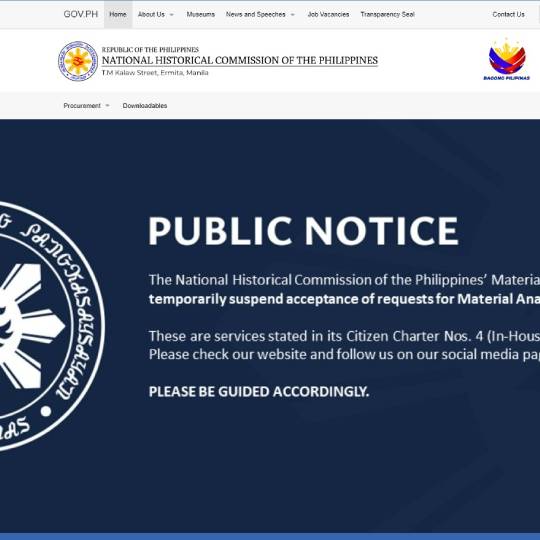 GOV.PH Home About Us Museums News and Speeches Job Vacancies Transparency Seal Contact Us
REPUBLIC OF THE PHILIPPINES
NATIONAL HISTORICAL COMMISSION OF THE PHILIPPINES
T.M Kalaw Street, Ermita, Manila
BAGONG PILIPINAS
Procurement Downloadables
PUBLIC NOTICE
The National Historical Commission of the Philippines' Materia
temporarily suspend acceptance of requests for Material Ana
These are services stated in its Citizen Charter Nos. 4 (In-Hous
Please check our website and follow us on our social media pa
PLEASE BE GUIDED ACCORDINGLY.